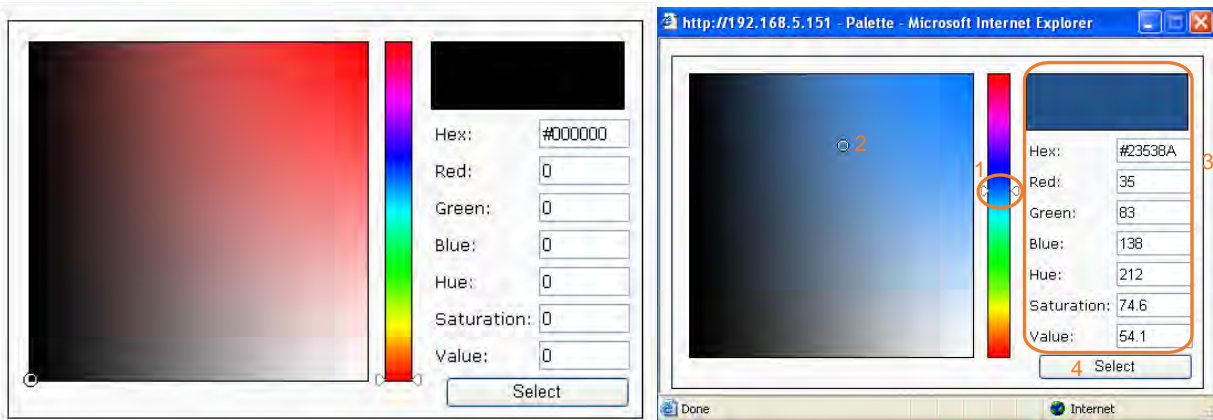 Hex: #000000
Red: 0
Green: 0
Blue: 0
Hue: 0
Saturation: 0
Value: 0
Select
http://192.168.5.151 - Palette - Microsoft Internet Explorer
2
1
3
Hex: #23538A
Red: 35
Green: 83
Blue: 138
Hue: 212
Saturation: 74.6
Value: 54.1
4 Select
Done
Internet